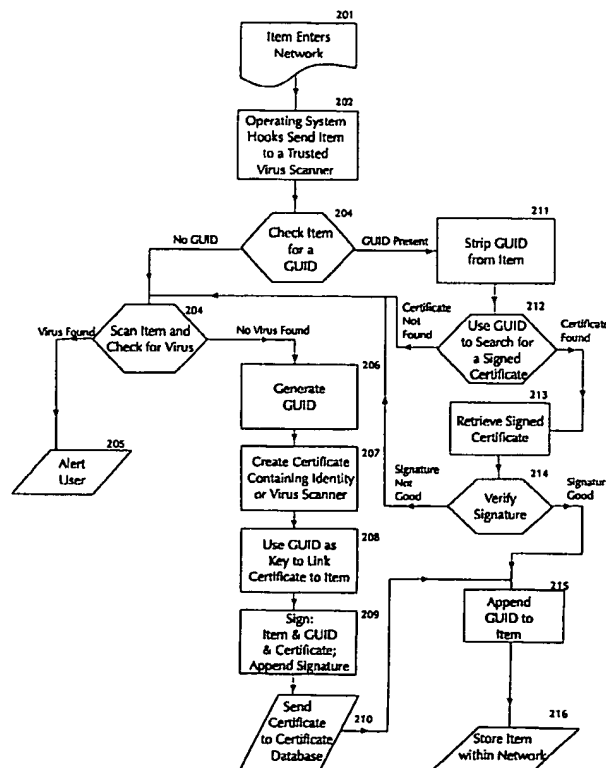 201
Item Enters
Network
202
Operating System
Hooks Send Item
to a Trusted
Virus Scanner
204
Check Item
for a
GUID
No GUID
GUID Present
211
Strip GUID
from Item
204
Scan Item and
Check for Virus
Virus Found
No Virus Found
Certificate
Not
Found
212
Use GUID
to Search for
a Signed
Certificate
Certificate
Found
205
Alert
User
206
Generate
GUID
213
Retrieve Signed
Certificate
207
Create Certificate
Containing Identity
or Virus Scanner
Signature
Not
Good
214
Verify
Signature
Signature
Good
208
Use GUID as
Key to Link
Certificate to Item
209
Sign:
Item & GUID
& Certificate;
Append Signature
215
Append
GUID to
Item
210
Send
Certificate
to Certificate
Database
216
Store Item
within Network